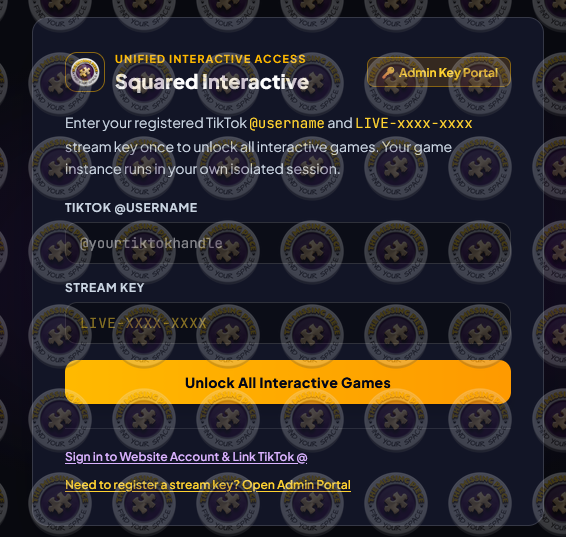 UNIFIED INTERACTIVE ACCESS
Squared Interactive
🔑 Admin Key Portal
Enter your registered TikTok @username and LIVE-xxxx-xxxx
stream key once to unlock all interactive games. Your game
instance runs in your own isolated session.
TIKTOK @USERNAME
@yourtiktokhandle
STREAM KEY
LIVE-XXXX-XXXX
Unlock All Interactive Games
Sign in to Website Account & Link TikTok @
Need to register a stream key? Open Admin Portal